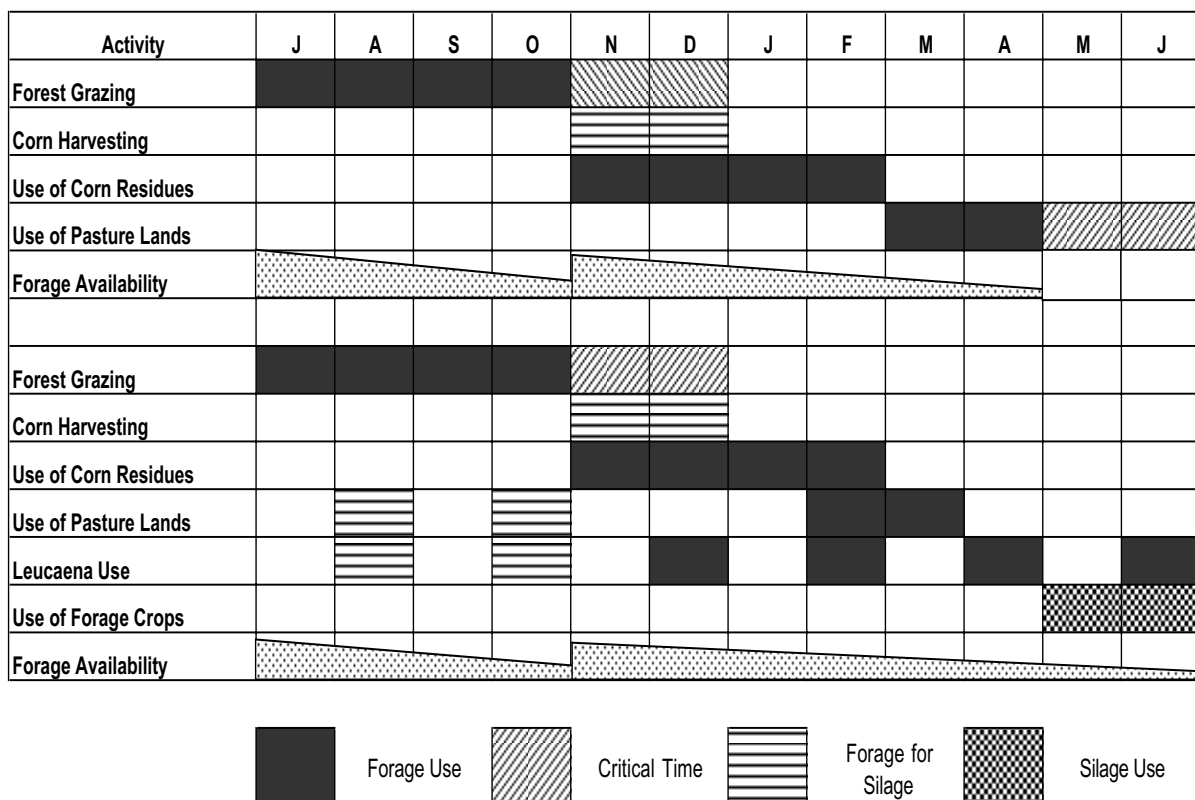 Activity J A S O N D J F M A M J
Forest Grazing
Corn Harvesting
Use of Corn Residues
Use of Pasture Lands
Forage Availability
Forest Grazing
Corn Harvesting
Use of Corn Residues
Use of Pasture Lands
Leucaena Use
Use of Forage Crops
Forage Availability
Forage Use
Critical Time
Forage for
Silage
Silage Use